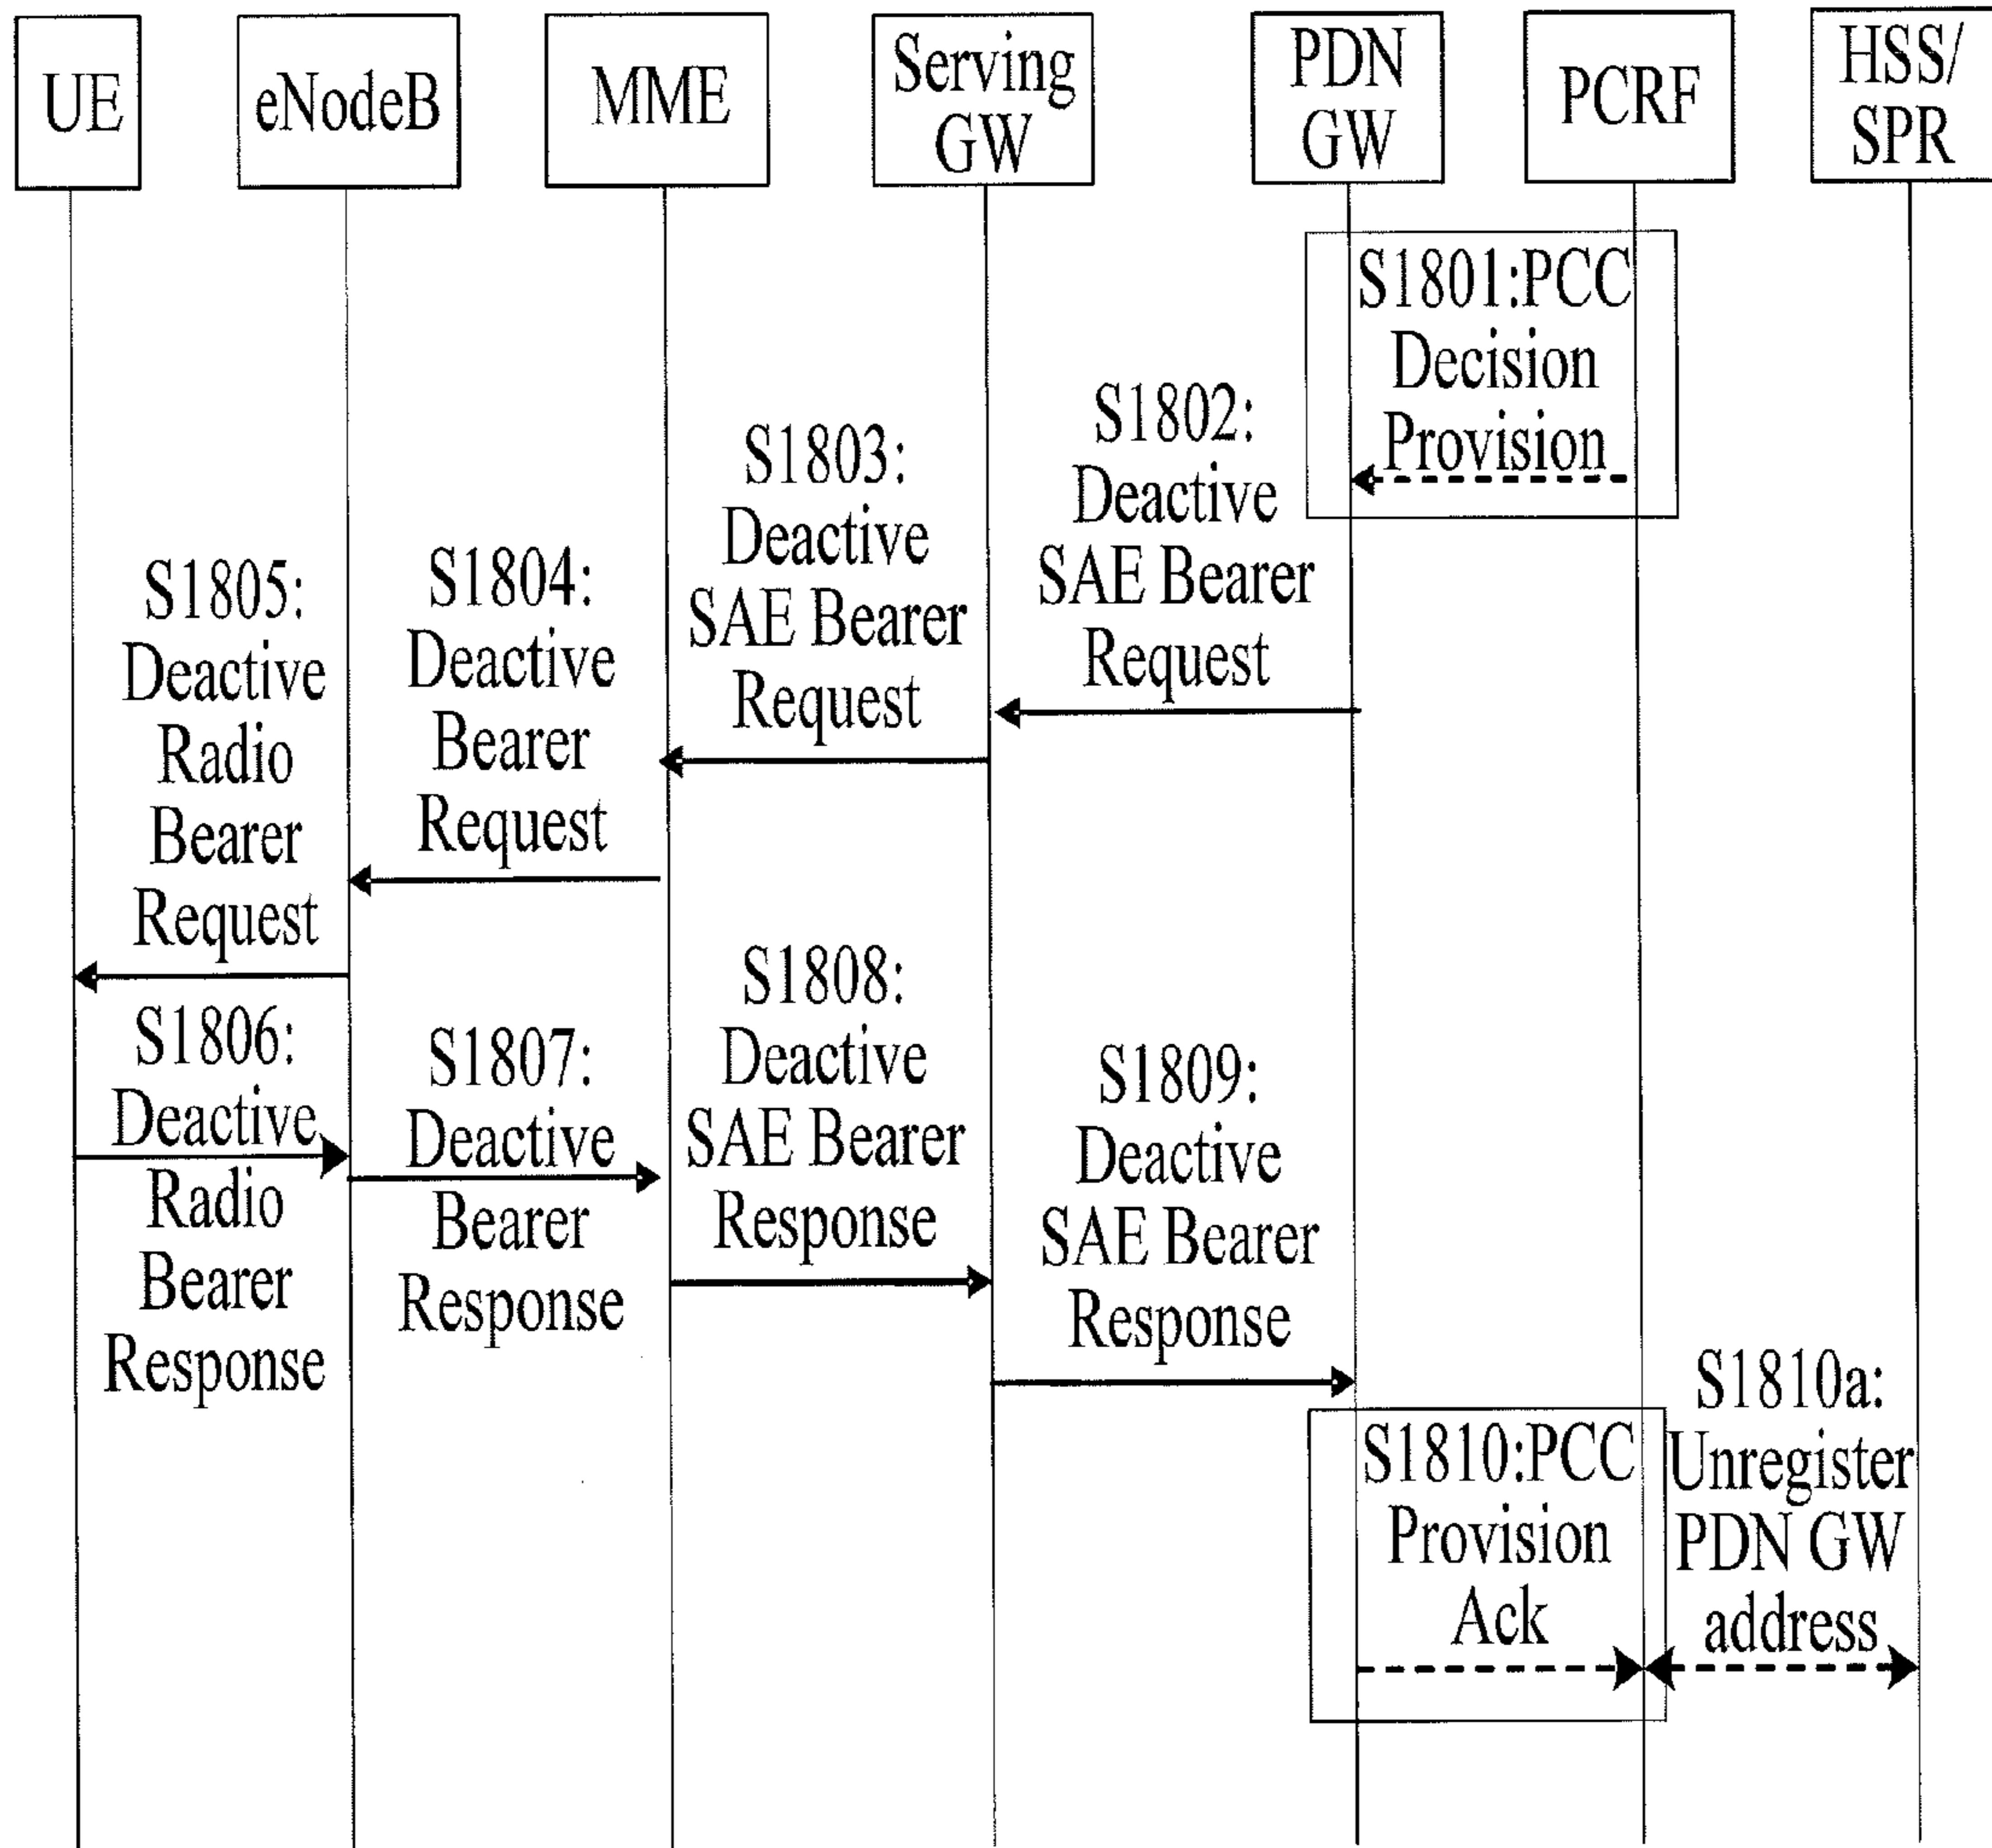 UE
eNodeB
MME
Serving
GW
PDN
GW
PCRF
HSS/
SPR
S1801:PCC
Decision
Provision
S1802:
Deactive
SAE Bearer
Request
S1803:
Deactive
SAE Bearer
Request
S1804:
Deactive
Bearer
Request
S1805:
Deactive
Radio
Bearer
Request
S1806:
Deactive
Radio
Bearer
Response
S1807:
Deactive
Bearer
Response
S1808:
Deactive
SAE Bearer
Response
S1809:
Deactive
SAE Bearer
Response
S1810:PCC
Provision
Ack
S1810a:
Unregister
PDN GW
address